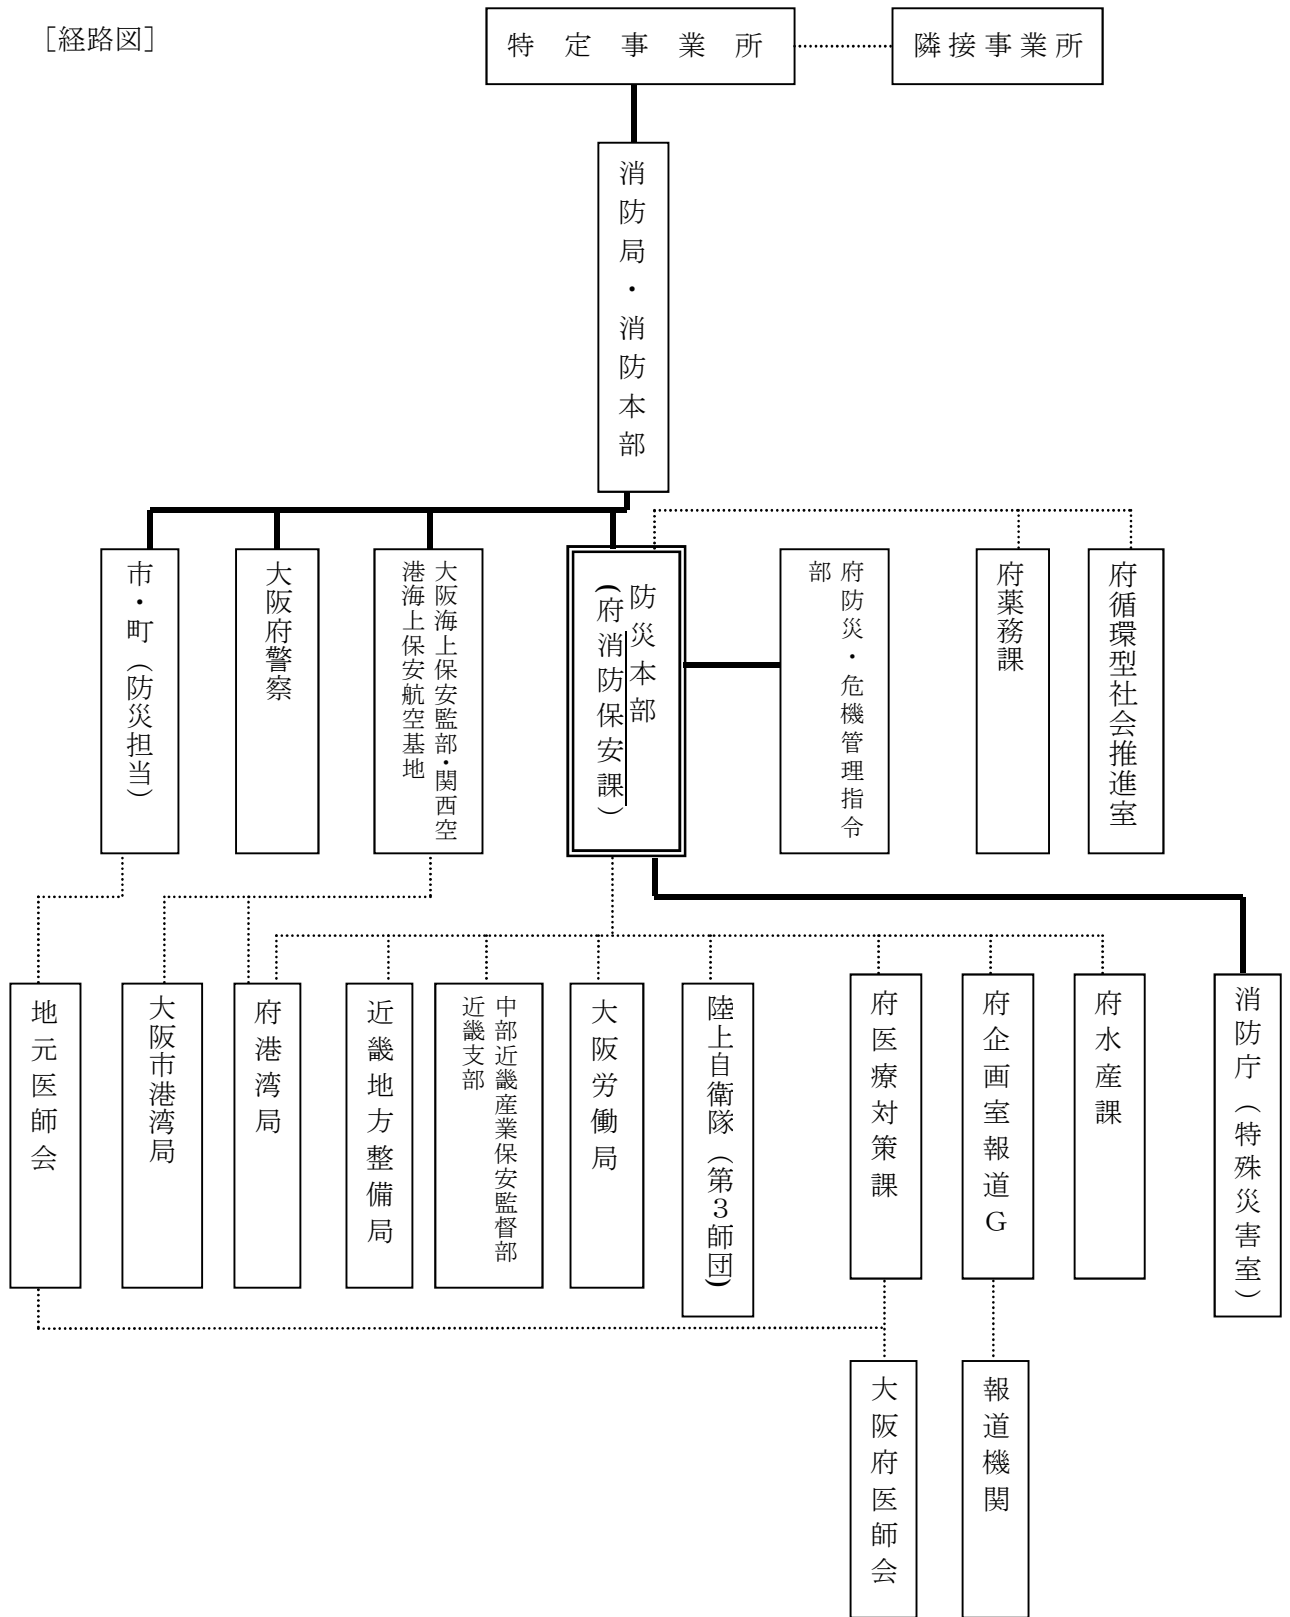 ［経路図］
特定事業所
隣接事業所
消防局・消防本部
市・町（防災担当）
大阪府警察
大阪海上保安監部・関西空
港海上保安航空基地
防災本部
（府消防保安課）
府防災・危機管理指令
部
府薬務課
府循環型社会推進室
地元医師会
大阪市港湾局
府港湾局
近畿地方整備局
中部近畿産業保安監督部
近畿支部
大阪労働局
陸上自衛隊（第３師団）
府医療対策課
府企画室報道Ｇ
府水産課
消防庁（特殊災害室）
大阪府医師会
報道機関